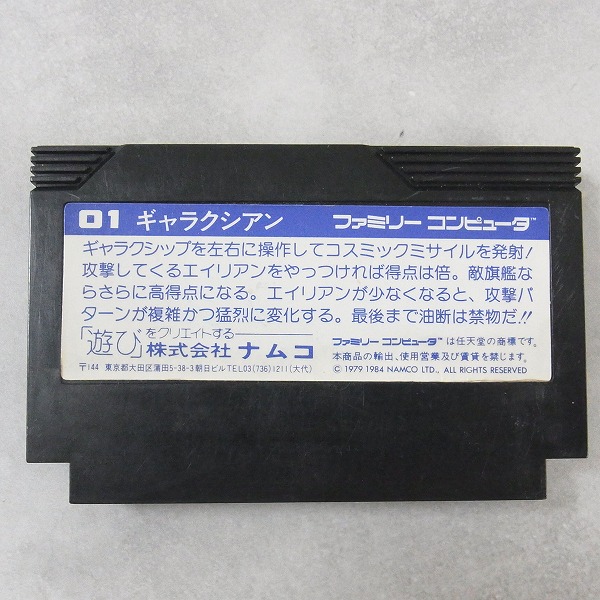 01 ギャラクシアン ファミリー コンピュータ™
ギャラクシップを左右に操作してコスミックミサイルを発射!
攻撃してくるエイリアンをやっつければ得点は倍。敵旗艦な
らさらに高得点になる。エイリアンが少なくなると、攻撃パ
ターンが複雑かつ猛烈に変化する。最後まで油断は禁物だ!!
「遊び」をクリエイトする
株式会社 ナムコ
〒144 東京都大田区蒲田5-38-3朝日ビル TEL03(736)1211(大代)
ファミリー コンピュータ™ は任天堂の商標です。
本商品の輸出、使用営業及び賃貸を禁じます。
© 1979 1984 NAMCO LTD., ALL RIGHTS RESERVED